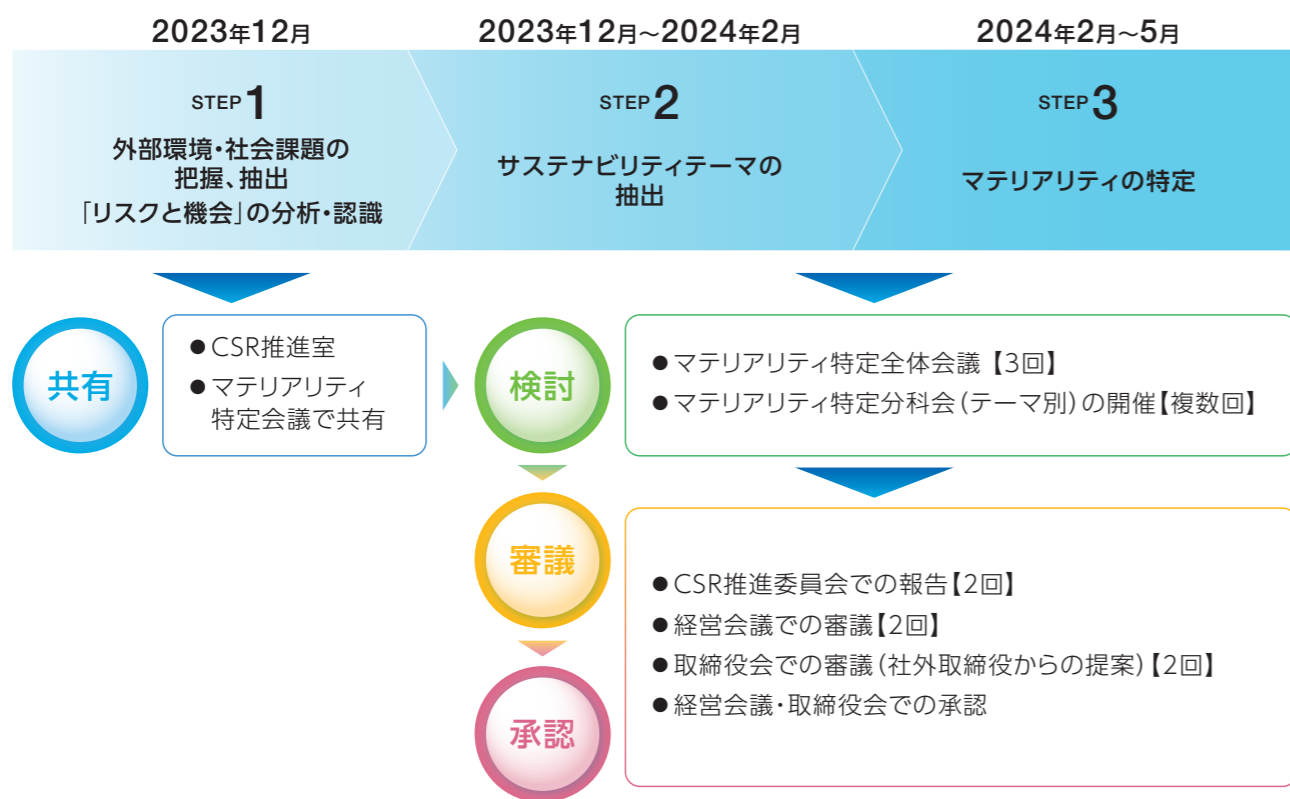 2023年12月
2023年12月～2024年2月
2024年2月～5月
STEP 1
外部環境・社会課題の
把握、抽出
「リスクと機会」の分析・認識
STEP 2
サステナビリティテーマの
抽出
STEP 3
マテリアリティの特定
共有
●CSR推進室
●マテリアリティ
特定会議で共有
検討
●マテリアリティ特定全体会議【3回】
●マテリアリティ特定分科会(テーマ別)の開催【複数回】
審議
承認
●CSR推進委員会での報告【2回】
●経営会議での審議【2回】
●取締役会での審議(社外取締役からの提案)【2回】
●経営会議・取締役会での承認